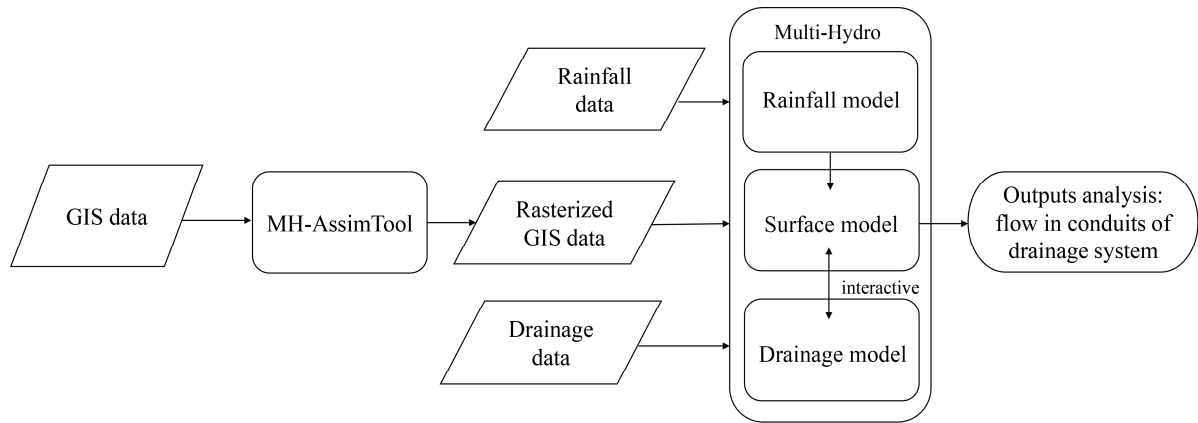 Multi-Hydro
Rainfall
data
Rainfall model
GIS data
MH-AssimTool
Rasterized
GIS data
Surface model
Outputs analysis:
flow in conduits of
drainage system
interactive
Drainage
data
Drainage model